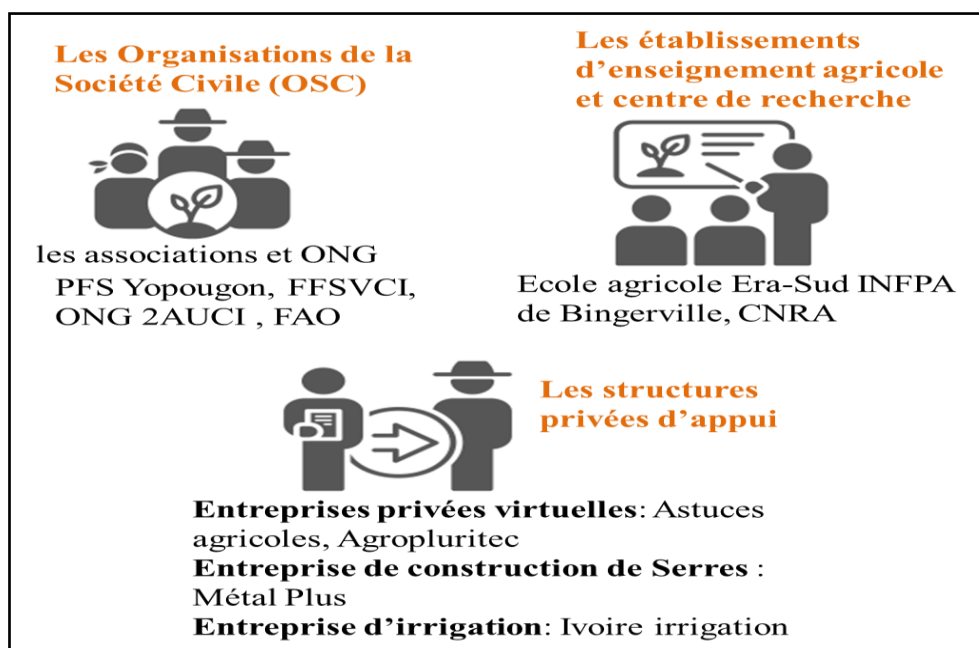 Les Organisations de la
Société Civile (OSC)
les associations et ONG
PFS Yopougon, FFSVCI,
ONG 2AUCI , FAO
Les établissements
d’enseignement agricole
et centre de recherche
Ecole agricole Era-Sud INFPA
de Bingerville, CNRA
Les structures
privées d’appui
Entreprises privées virtuelles: Astuces
agricoles, Agropluritec
Entreprise de construction de Serres :
Métal Plus
Entreprise d’irrigation: Ivoire irrigation